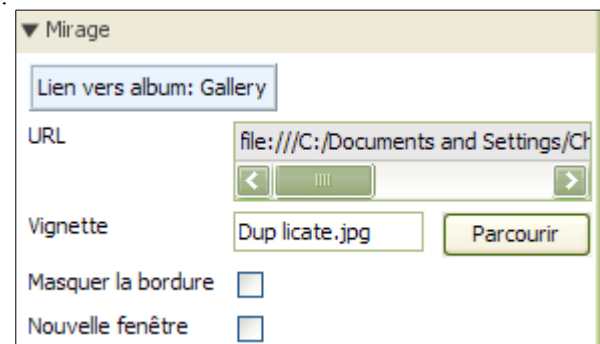 ▼ Mirage
Lien vers album: Gallery
URL
file:///C:/Documents and Settings/Ch
Vignette
Dup licate.jpg
Parcourir
Masquer la bordure
Nouvelle fenêtre